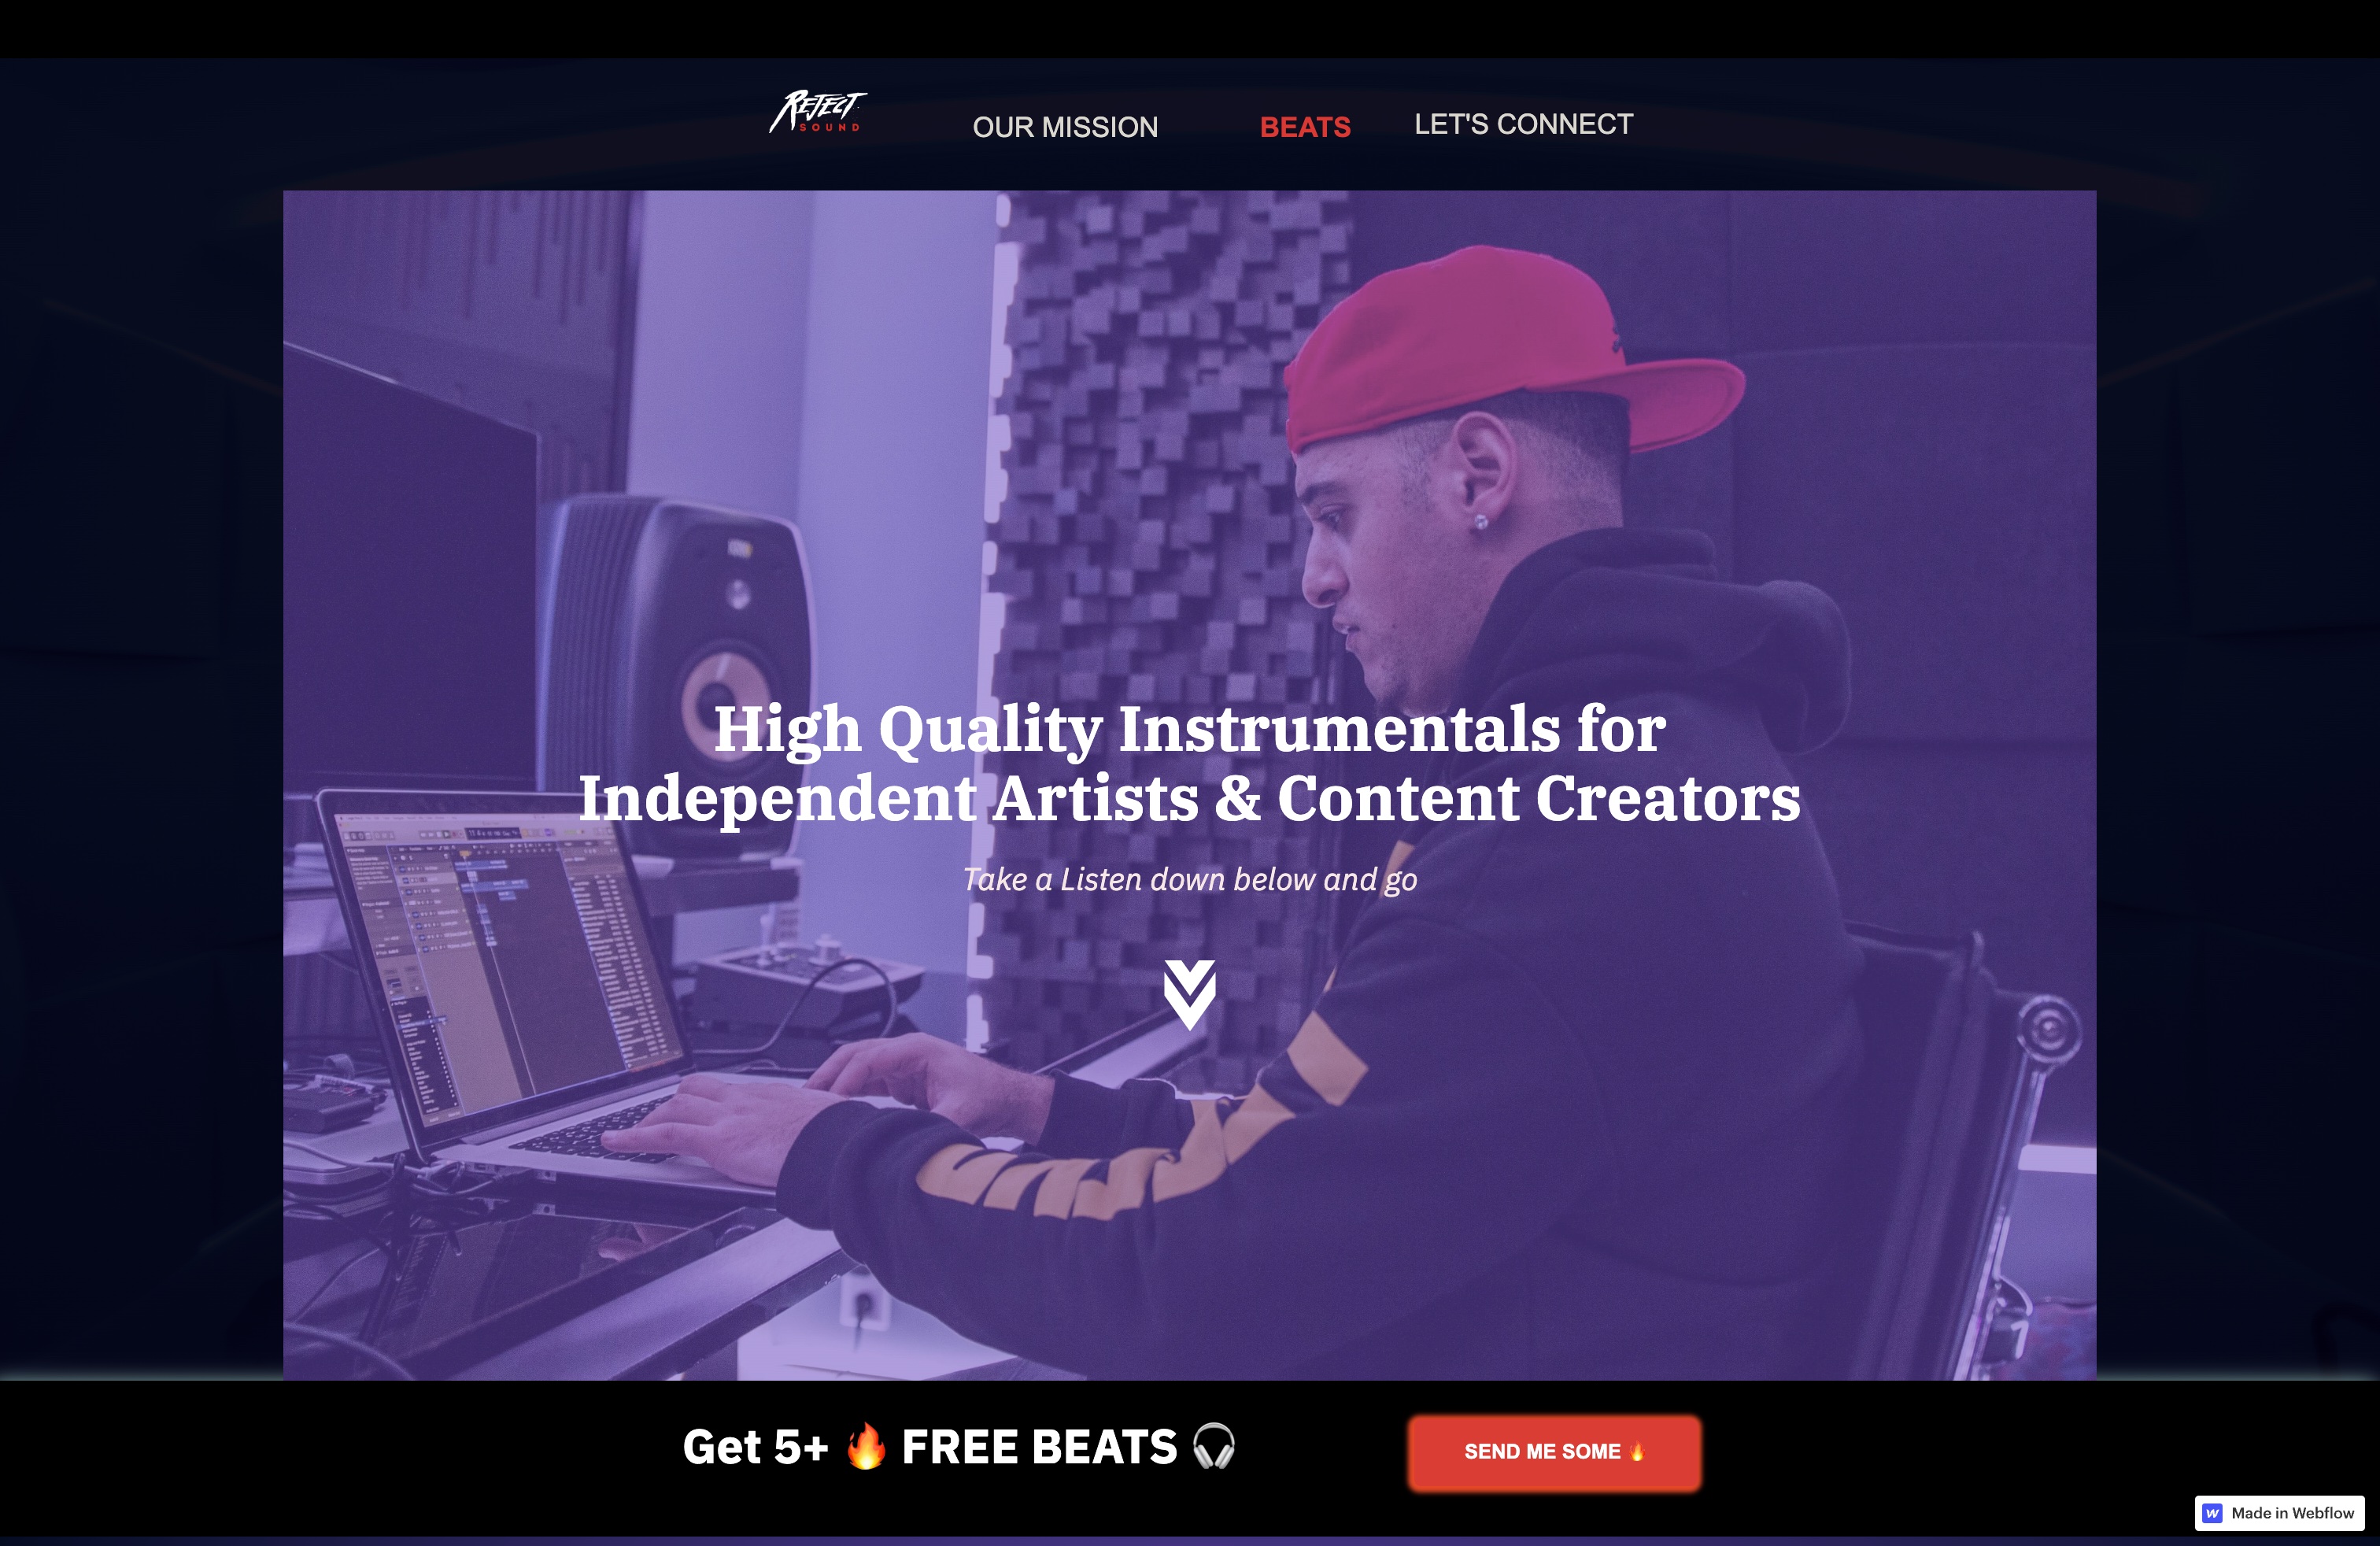 REJECT
SOUND
OUR MISSION
BEATS
LET'S CONNECT
High Quality Instrumentals for
Independent Artists & Content Creators
Take a Listen down below and go
Get 5+ 🔥 FREE BEATS 🎧
SEND ME SOME 🔥
Made in Webflow